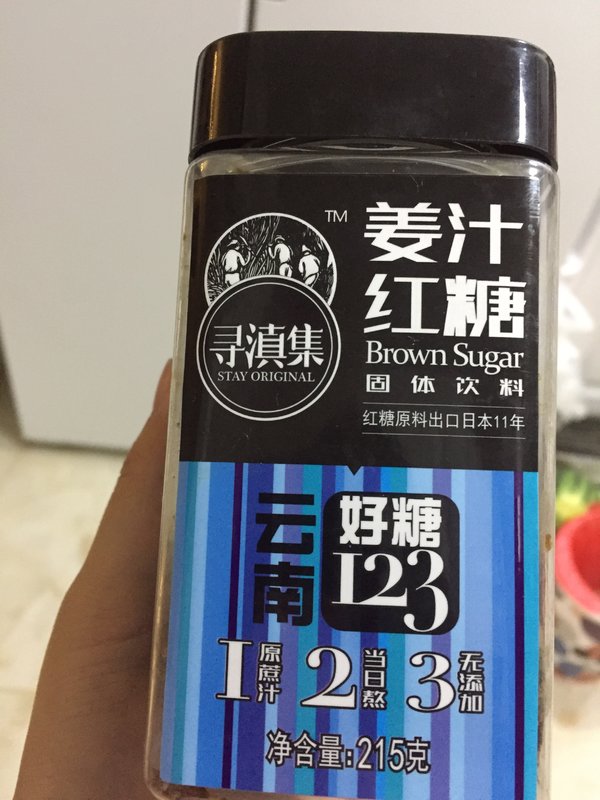 TM
寻滇集
STAY ORIGINAL
姜汁
红糖
Brown Sugar
固体饮料
红糖原料出口日本11年
云南
好糖
123
1 原蔗汁 2 当日熬 3 无添加
净含量:215克